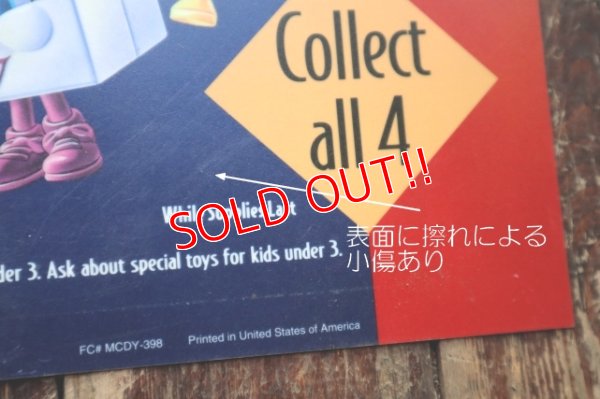 Collect
all 4
While Supplies Last
SOLD OUT!!
表面に擦れによる
小傷あり
der 3. Ask about special toys for kids under 3.
FC# MCDY-398 Printed in United States of America